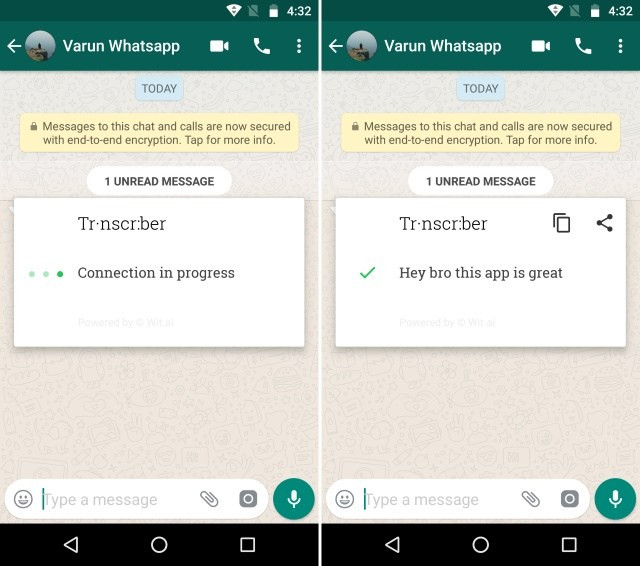 4:32
Varun Whatsapp
TODAY
Messages to this chat and calls are now secured
with end-to-end encryption. Tap for more info.
1 UNREAD MESSAGE
Tr·nscr:ber
Connection in progress
Powered by © Wit.ai
Type a message
4:32
Varun Whatsapp
TODAY
Messages to this chat and calls are now secured
with end-to-end encryption. Tap for more info.
1 UNREAD MESSAGE
Tr·nscr:ber
Hey bro this app is great
Powered by © Wit.ai
Type a message